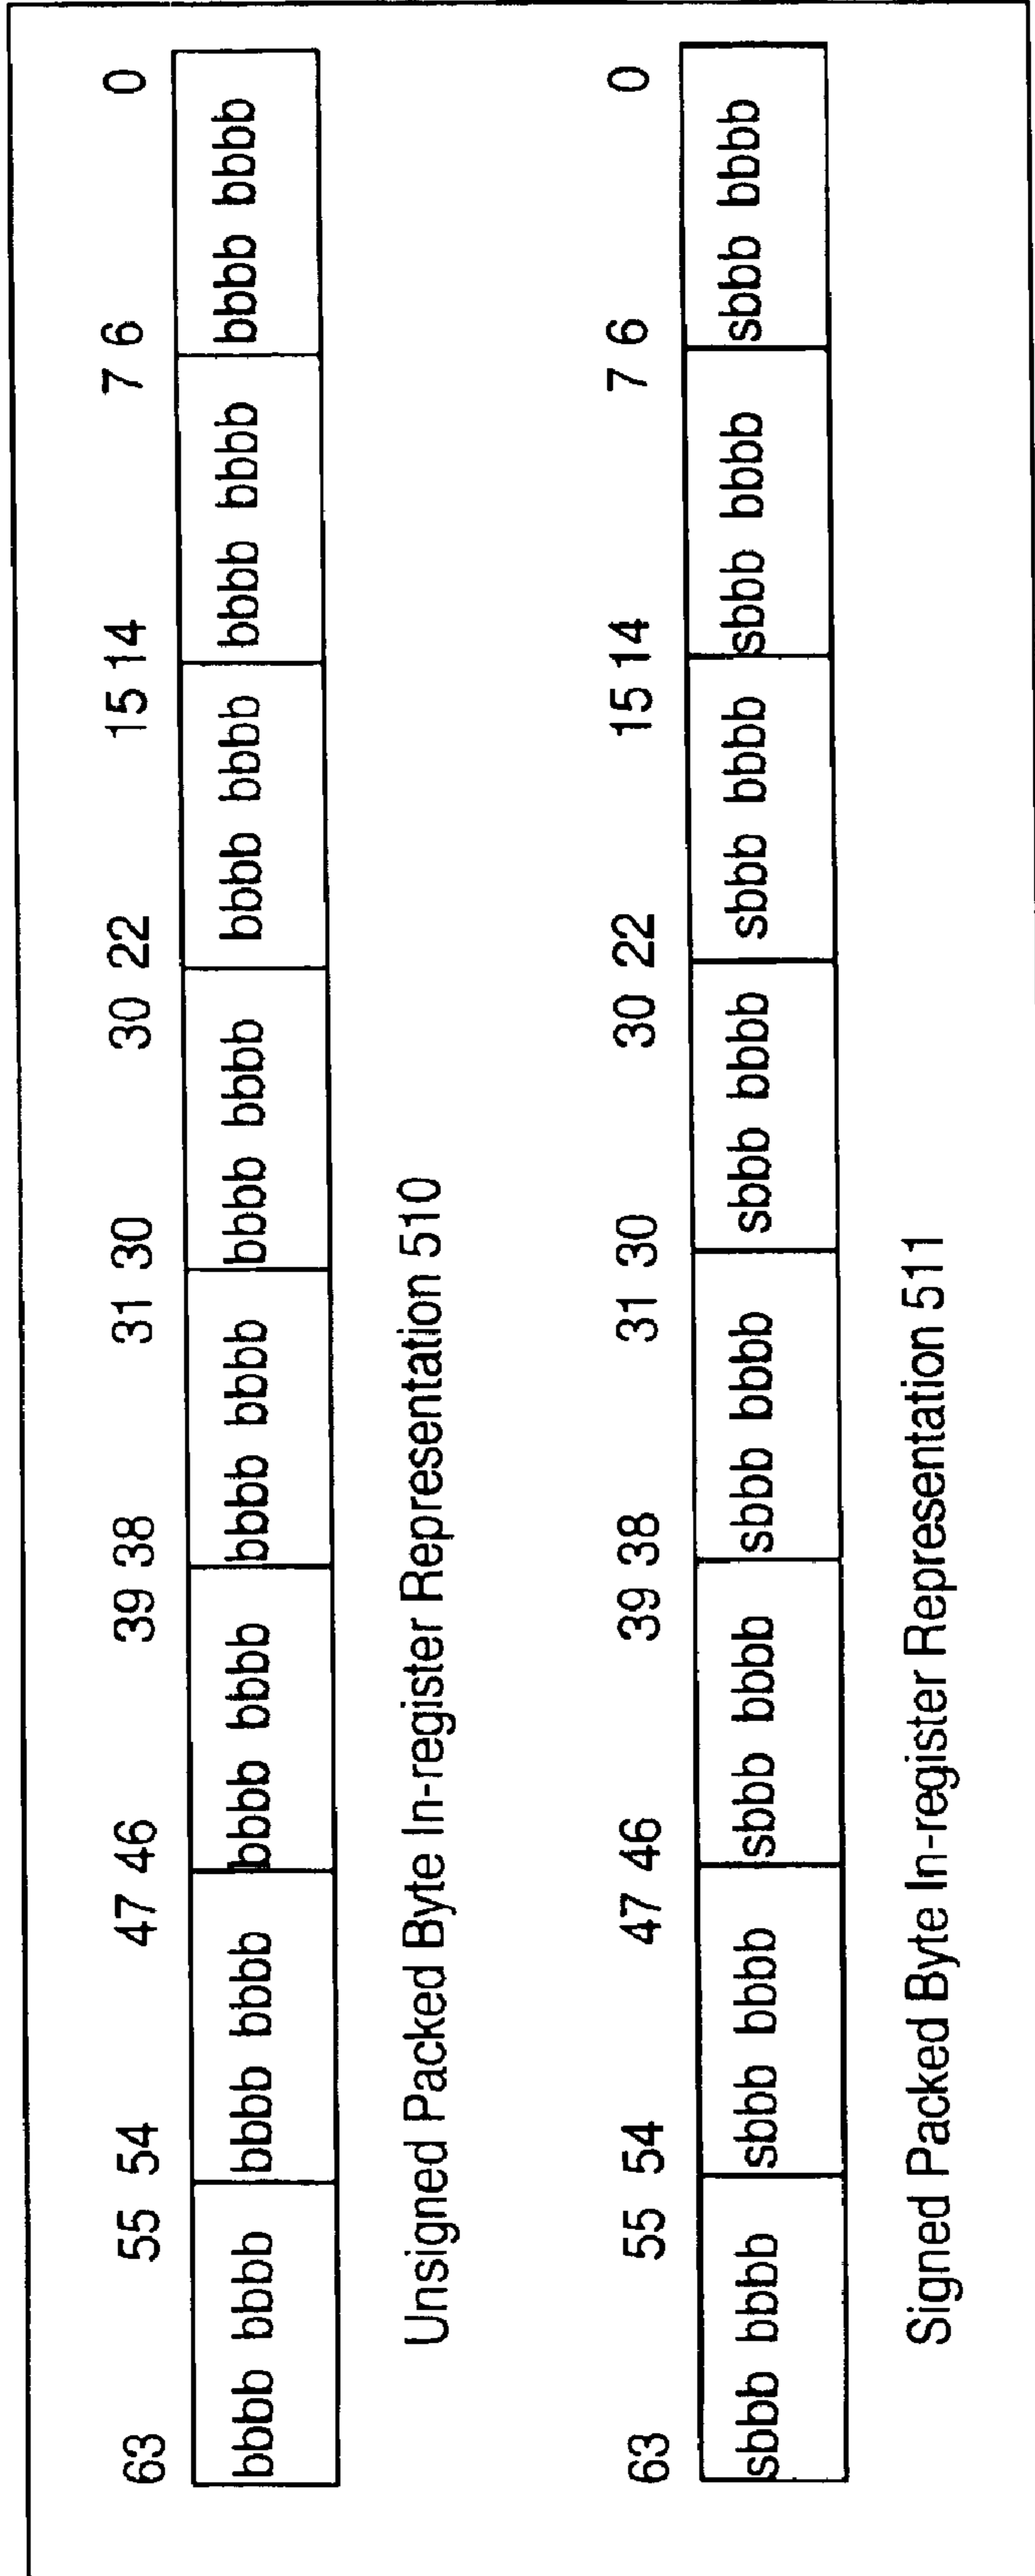 63 55 54 47 46 39 38 31 30 30 22 15 14 7 6 0
bbbb bbbb bbbb bbbb bbbb bbbb bbbb bbbb bbbb bbbb bbbb bbbb bbbb bbbb bbbb bbbb
Unsigned Packed Byte In-register Representation 510
63 55 54 47 46 39 38 31 30 30 22 15 14 7 6 0
sbbb bbbb sbbb bbbb sbbb bbbb sbbb bbbb sbbb bbbb sbbb bbbb sbbb bbbb sbbb bbbb
Signed Packed Byte In-register Representation 511